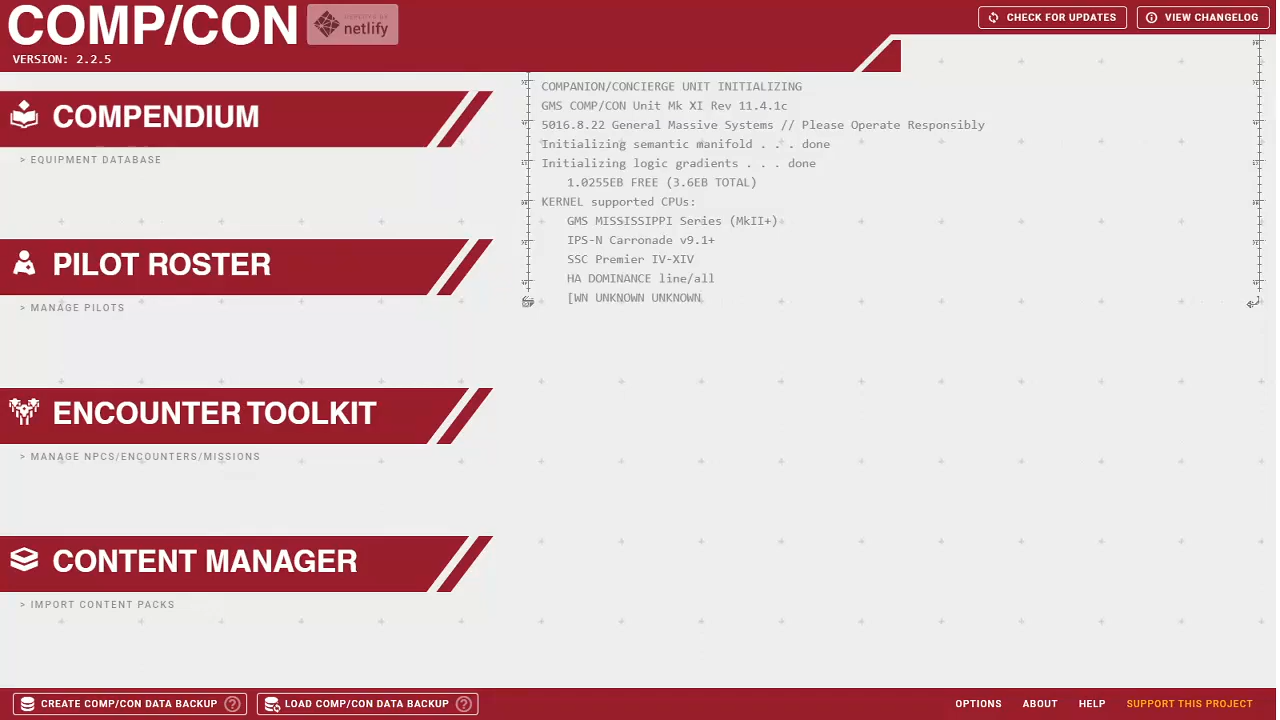 COMP/CON
DEPLOYS BY
netlify
CHECK FOR UPDATES
VIEW CHANGELOG
VERSION: 2.2.5
COMPENDIUM
> EQUIPMENT DATABASE
PILOT ROSTER
> MANAGE PILOTS
ENCOUNTER TOOLKIT
> MANAGE NPCS/ENCOUNTERS/MISSIONS
CONTENT MANAGER
> IMPORT CONTENT PACKS
COMPANION/CONCIERGE UNIT INITIALIZING
GMS COMP/CON Unit Mk XI Rev 11.4.1c
5016.8.22 General Massive Systems // Please Operate Responsibly
Initializing semantic manifold . . . done
Initializing logic gradients . . . done
1.0255EB FREE (3.6EB TOTAL)
KERNEL supported CPUs:
GMS MISSISSIPPI Series (MkII+)
IPS-N Carronade v9.1+
SSC Premier IV-XIV
HA DOMINANCE line/all
[WN UNKNOWN UNKNOWN
CREATE COMP/CON DATA BACKUP ?
LOAD COMP/CON DATA BACKUP ?
OPTIONS
ABOUT
HELP
SUPPORT THIS PROJECT